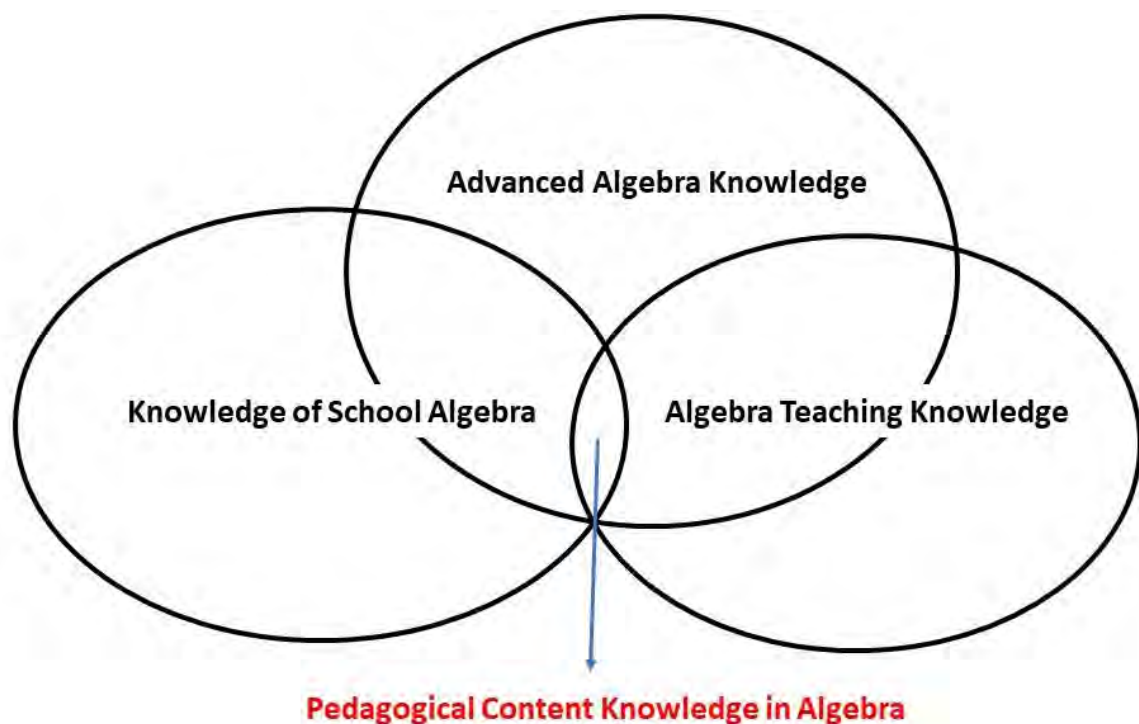 Advanced Algebra Knowledge
Knowledge of School Algebra
Algebra Teaching Knowledge
Pedagogical Content Knowledge in Algebra